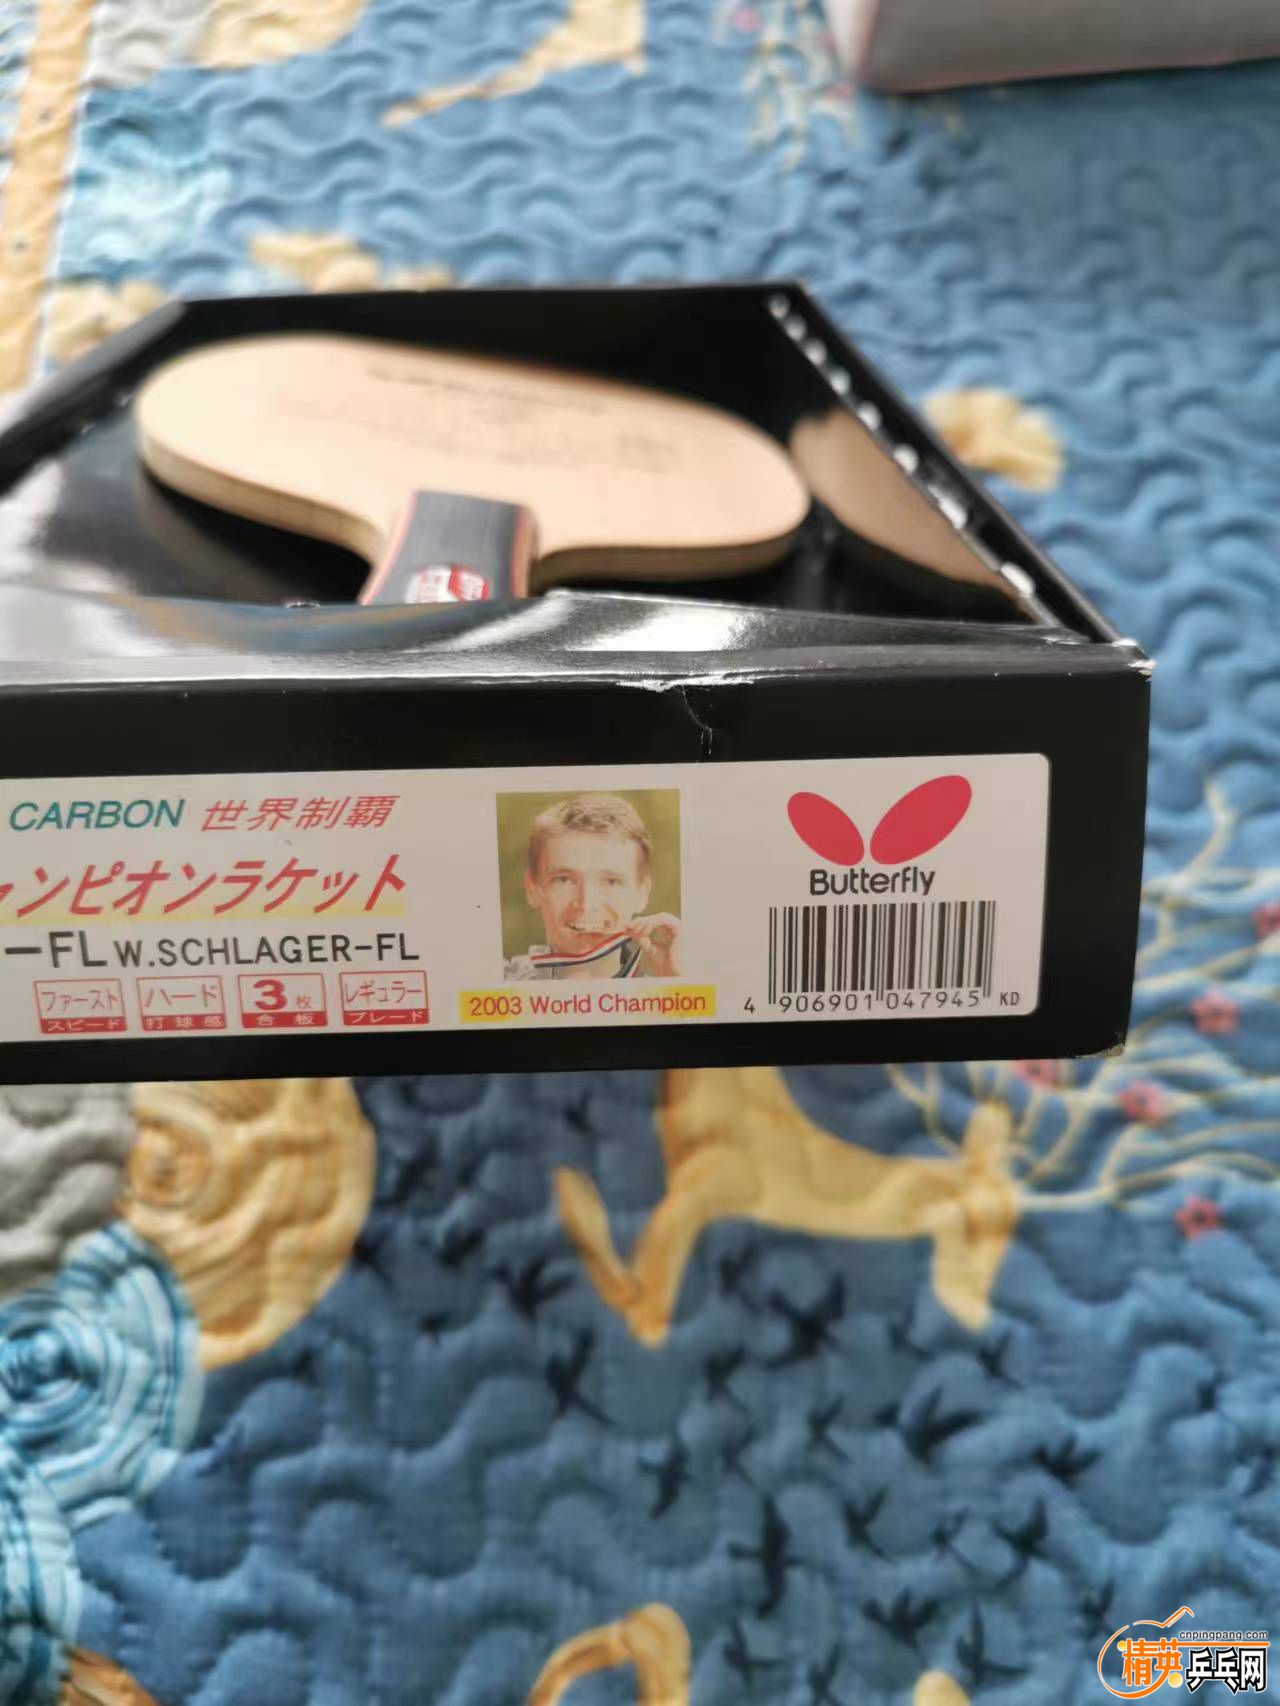 CARBON 世界制覇
ャンピオンラケット
ーFL W.SCHLAGER-FL
ファースト
スピード
ハード
打球感
3枚
合板
レギュラー
ブレード
2003 World Champion
Butterfly
4 906901 047945 KD
cnpingpang.com
精英乒乓网